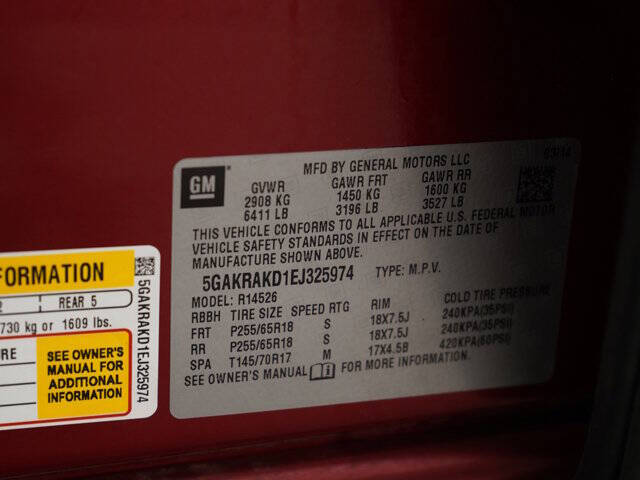 MFD BY GENERAL MOTORS LLC 03/14
GM
GVWR GAWR FRT GAWR RR
2908 KG 1450 KG 1600 KG
6411 LB 3196 LB 3527 LB
THIS VEHICLE CONFORMS TO ALL APPLICABLE U.S. FEDERAL MOTOR
VEHICLE SAFETY STANDARDS IN EFFECT ON THE DATE OF
MANUFACTURE SHOWN ABOVE.
5GAKRAKD1EJ325974 TYPE: M.P.V.
MODEL: R14526
RBBH TIRE SIZE SPEED RTG RIM COLD TIRE PRESSURE
FRT P255/65R18 S 18X7.5J 240KPA(35PSI)
RR P255/65R18 S 18X7.5J 240KPA(35PSI)
SPA T145/70R17 M 17X4.5B 420KPA(60PSI)
SEE OWNER'S MANUAL FOR MORE INFORMATION.
FORMATION
2 REAR 5
730 kg or 1609 lbs.
RE
SEE OWNER'S
MANUAL FOR
ADDITIONAL
INFORMATION
5GAKRAKD1EJ325974